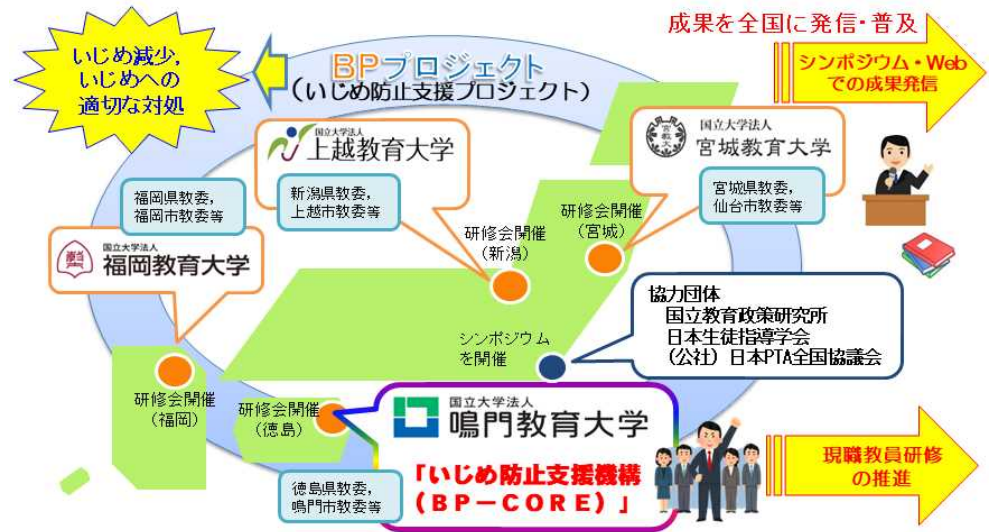 いじめ減少,
いじめへの
適切な対処
BPプロジェクト
(いじめ防止支援プロジェクト)
成果を全国に発信・普及
シンポジウム・Web
での成果発信
国立大学法人
上越教育大学
新潟県教委,
上越市教委等
国立大学法人
宮城教育大学
宮城県教委,
仙台市教委等
福岡県教委,
福岡市教委等
国立大学法人
福岡教育大学
研修会開催
(新潟)
研修会開催
(宮城)
協力団体
国立教育政策研究所
日本生徒指導学会
(公社)日本PTA全国協議会
シンポジウム
を開催
研修会開催
(福岡)
研修会開催
(徳島)
国立大学法人
鳴門教育大学
「いじめ防止支援機構
(BP-CORE)」
徳島県教委,
鳴門市教委等
現職教員研修
の推進